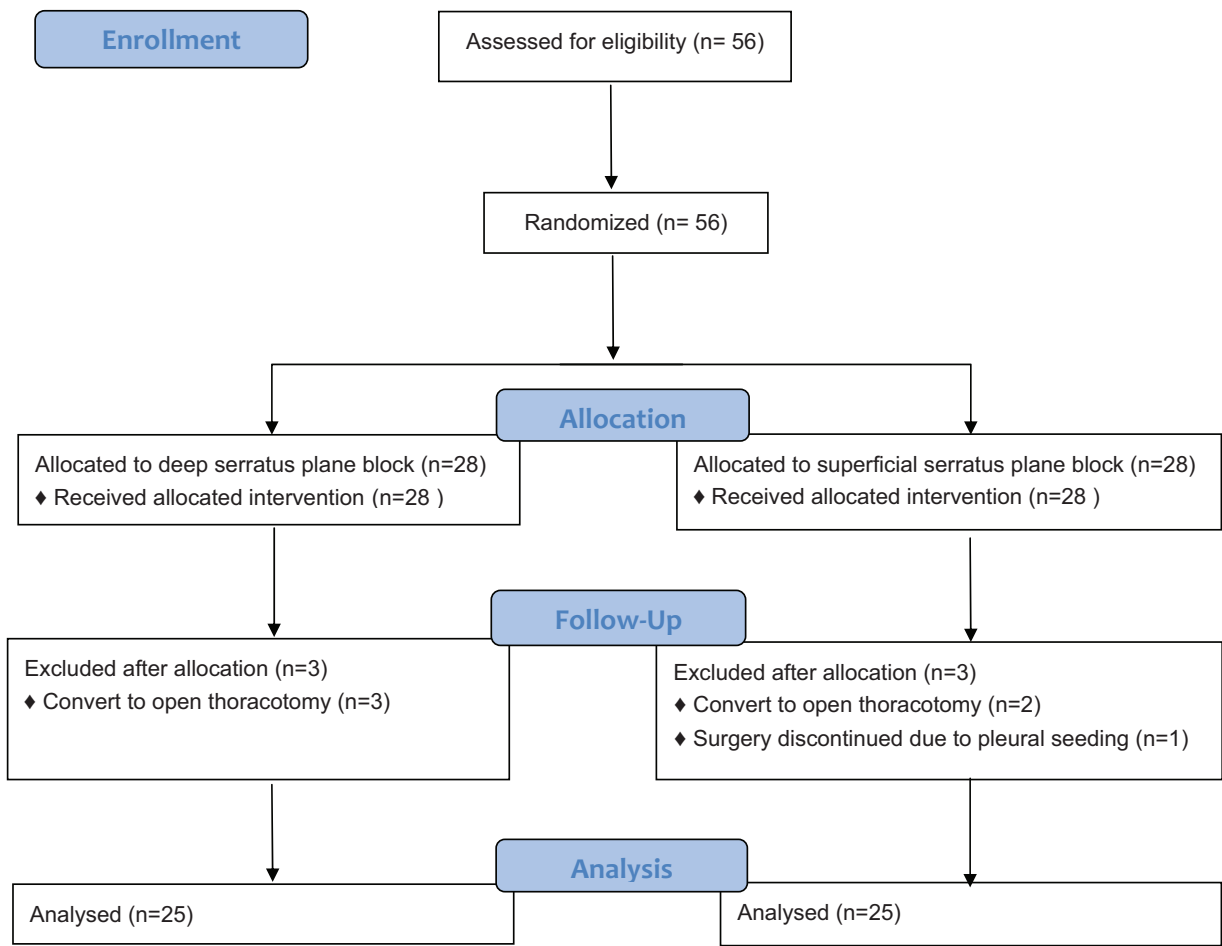 Enrollment
Assessed for eligibility (n= 56)
Randomized (n= 56)
Allocation
Allocated to deep serratus plane block (n=28)
♦ Received allocated intervention (n=28 )
Allocated to superficial serratus plane block (n=28)
♦ Received allocated intervention (n=28 )
Follow-Up
Excluded after allocation (n=3)
♦ Convert to open thoracotomy (n=3)
Excluded after allocation (n=3)
♦ Convert to open thoracotomy (n=2)
♦ Surgery discontinued due to pleural seeding (n=1)
Analysis
Analysed (n=25)
Analysed (n=25)